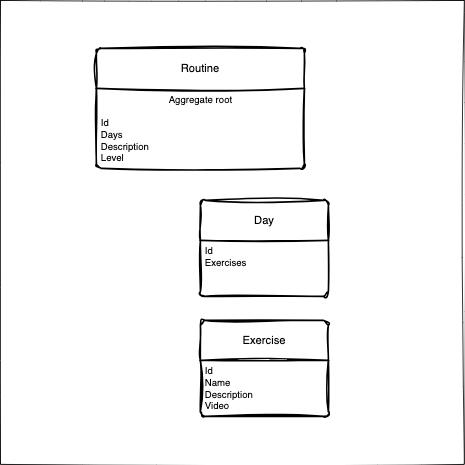 Routine
Aggregate root
Id
Days
Description
Level
Day
Id
Exercises
Exercise
Id
Name
Description
Video